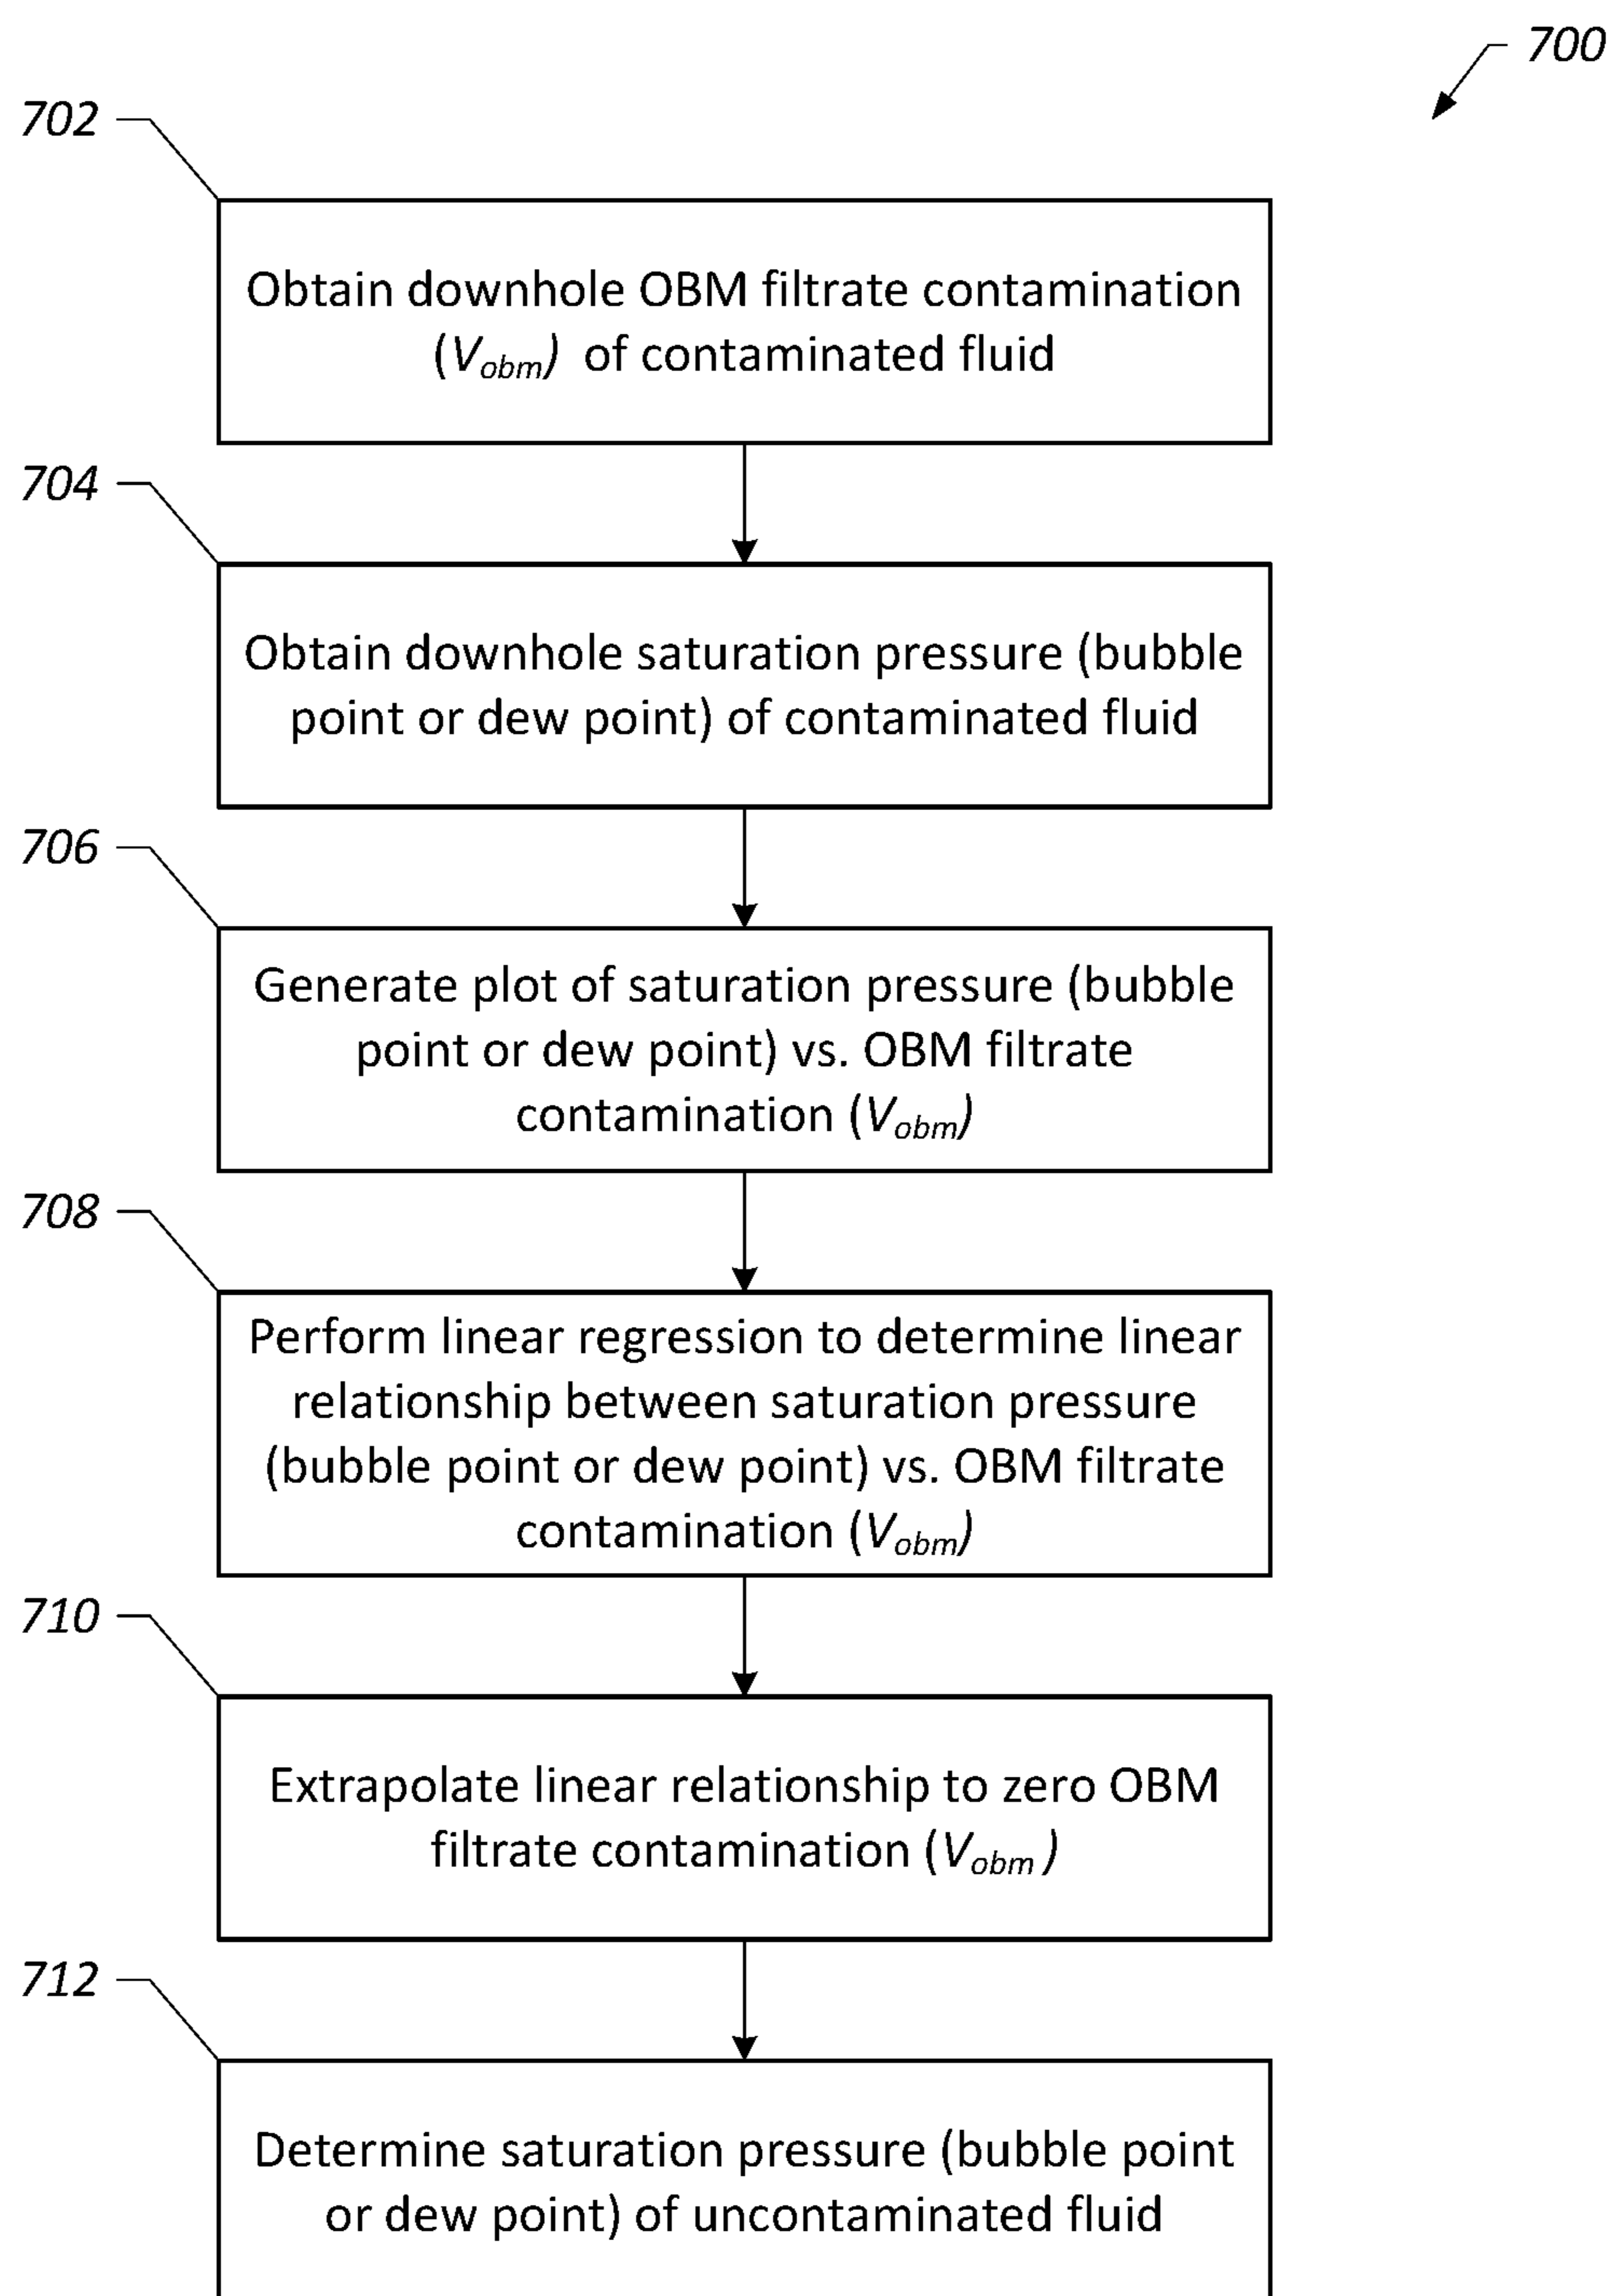 700
702
Obtain downhole OBM filtrate contamination
(Vobm) of contaminated fluid
704
Obtain downhole saturation pressure (bubble
point or dew point) of contaminated fluid
706
Generate plot of saturation pressure (bubble
point or dew point) vs. OBM filtrate
contamination (Vobm)
708
Perform linear regression to determine linear
relationship between saturation pressure
(bubble point or dew point) vs. OBM filtrate
contamination (Vobm)
710
Extrapolate linear relationship to zero OBM
filtrate contamination (Vobm )
712
Determine saturation pressure (bubble point
or dew point) of uncontaminated fluid